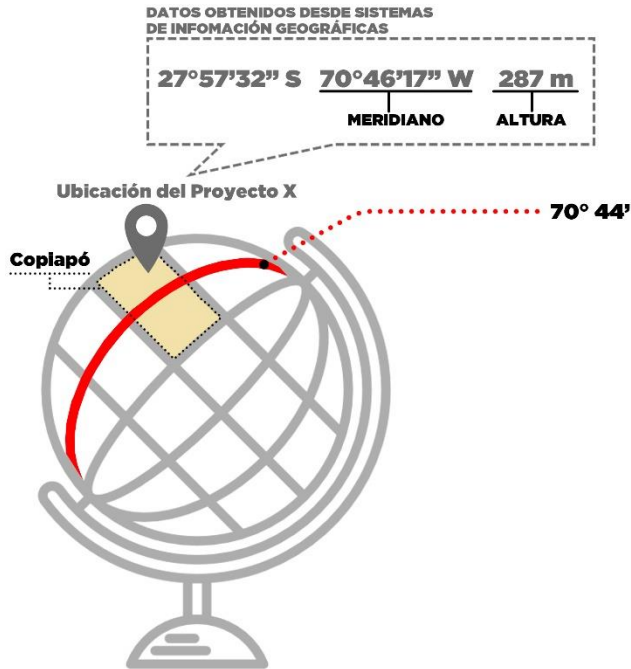 DATOS OBTENIDOS DESDE SISTEMAS
DE INFOMACIÓN GEOGRÁFICAS
27°57’32” S 70°46’17” W 287 m
MERIDIANO ALTURA
Ubicación del Proyecto X
70° 44’
Copiapó